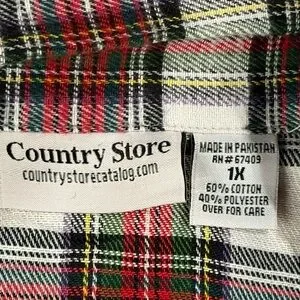 Country Store
countrystorecatalog.com
MADE IN PAKISTAN
RN# 67409
1X
60% COTTON
40% POLYESTER
OVER FOR CARE